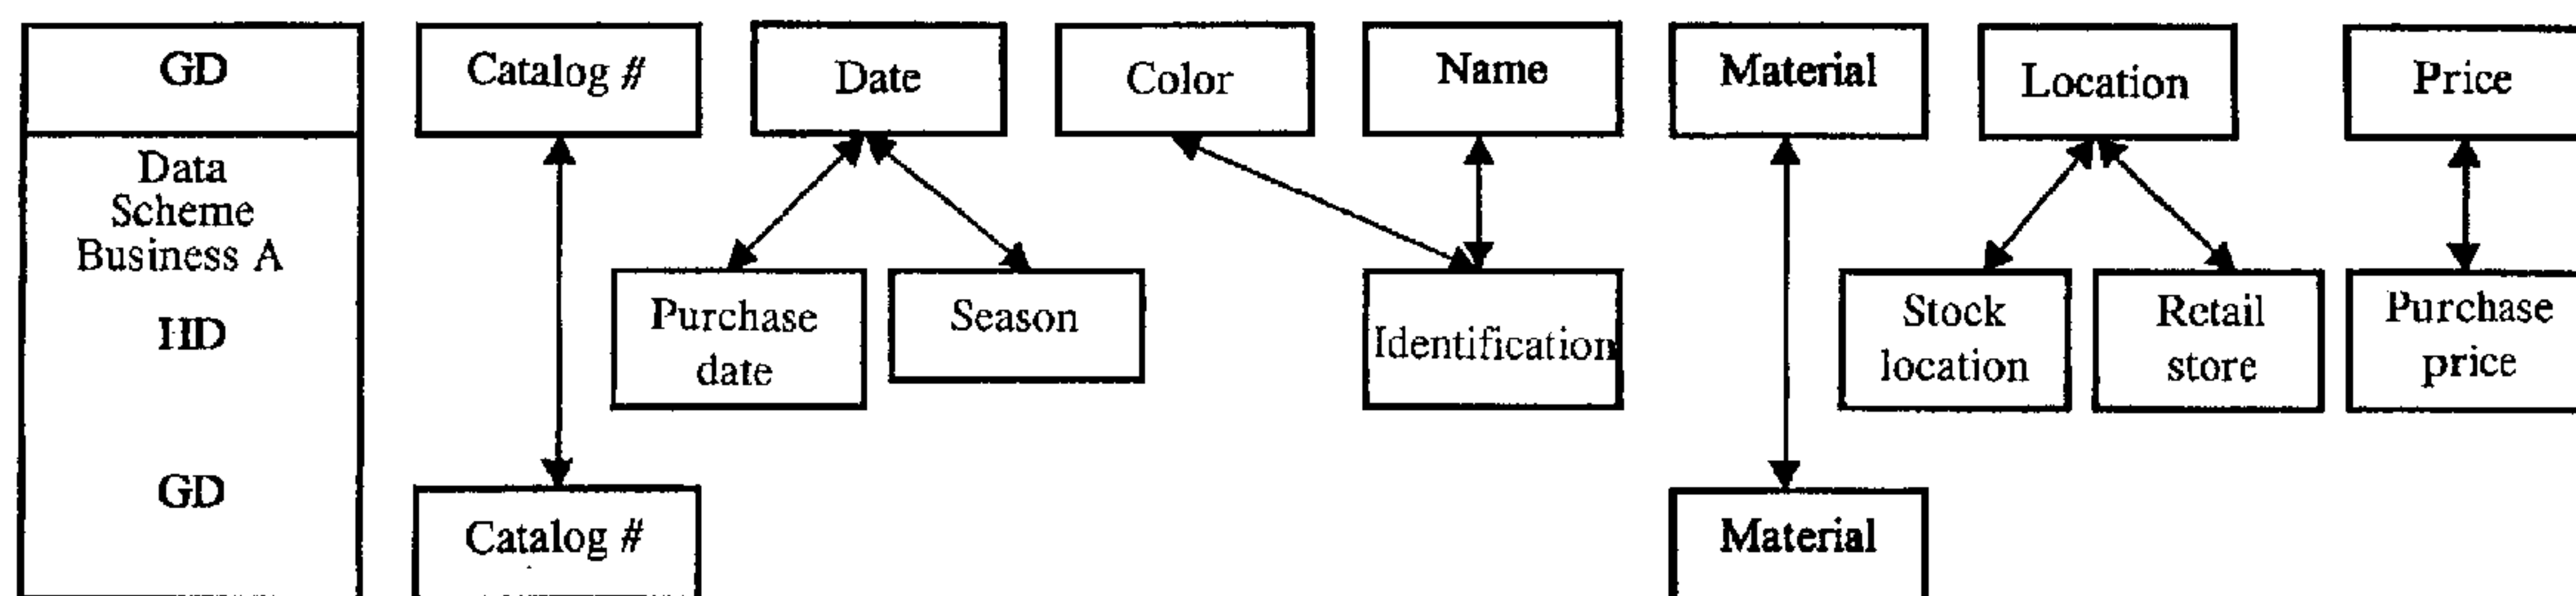 GD
Catalog #
Date
Color
Name
Material
Location
Price
Data
Scheme
Business A
HD
Purchase
date
Season
Identification
Stock
location
Retail
store
Purchase
price
GD
Catalog #
Material